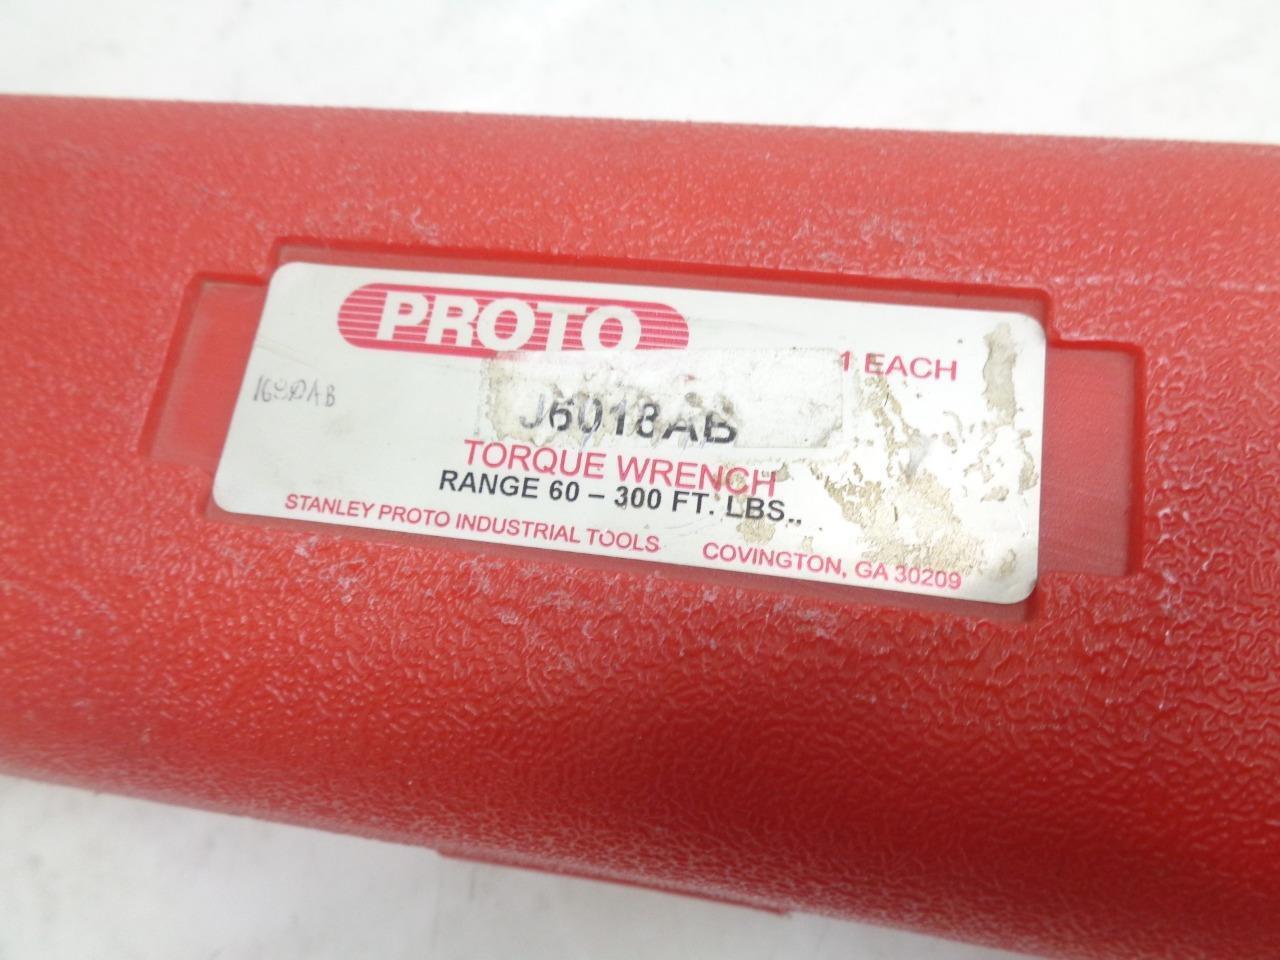 PROTO
1 EACH
J6018AB
TORQUE WRENCH
RANGE 60 – 300 FT. LBS..
STANLEY PROTO INDUSTRIAL TOOLS COVINGTON, GA 30209